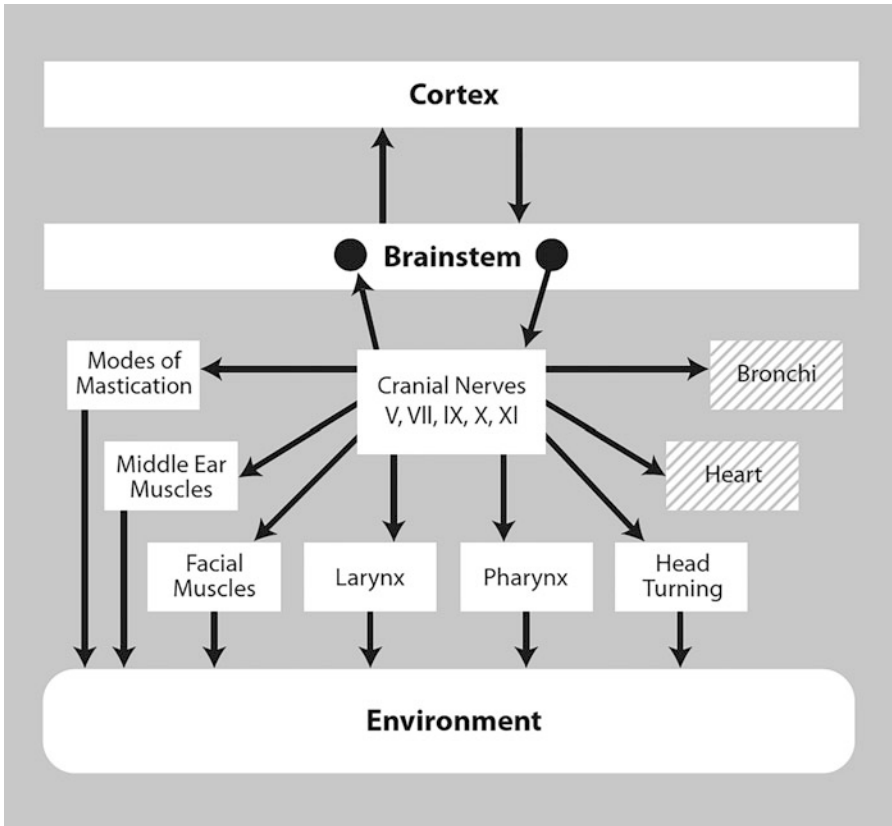 Cortex
Brainstem
Modes of
Mastication
Cranial Nerves
V, VII, IX, X, XI
Bronchi
Middle Ear
Muscles
Heart
Facial
Muscles
Larynx
Pharynx
Head
Turning
Environment